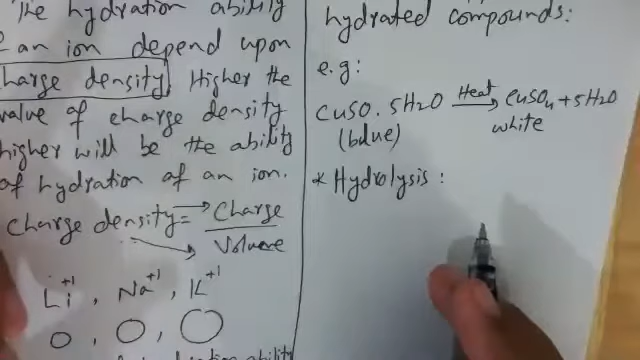 The hydration ability
an ion depend upon
charge density. Higher the
value of charge density
higher will be the ability
of hydration of an ion.
Charge density = Charge
Volume
Li+1, Na+1, K+1
ability
hydrated compounds:
e.g:
CuSO. 5H2O Heat CuSO4 + 5H2O
(blue) white
* Hydrolysis: